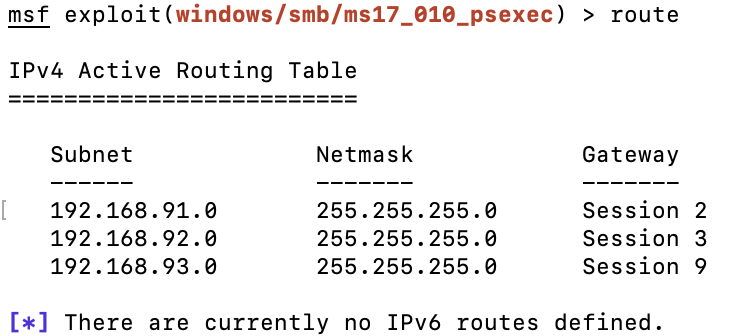 msf exploit(windows/smb/ms17_010_psexec) > route
IPv4 Active Routing Table
=========================
Subnet Netmask Gateway
------ ------- -------
[ 192.168.91.0 255.255.255.0 Session 2
192.168.92.0 255.255.255.0 Session 3
192.168.93.0 255.255.255.0 Session 9
[*] There are currently no IPv6 routes defined.